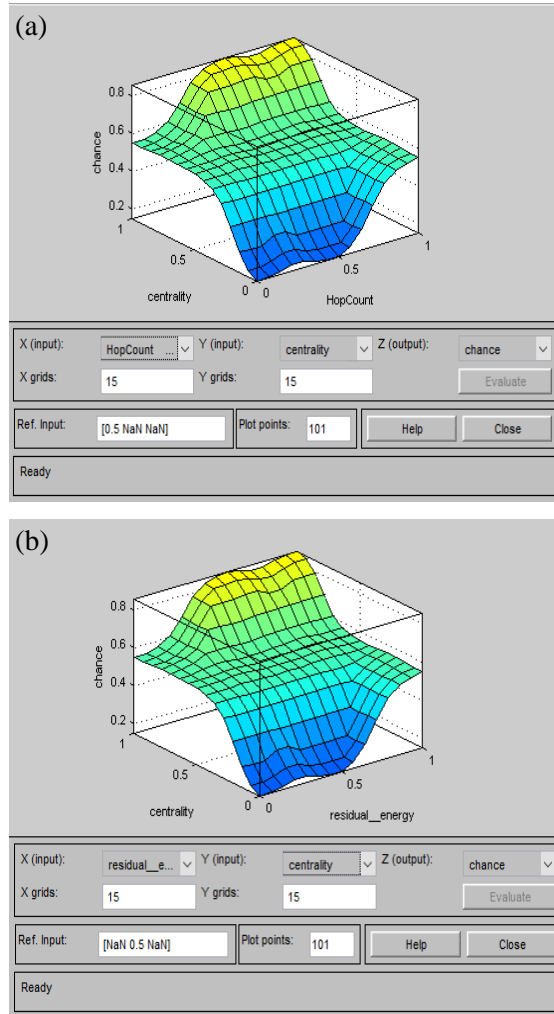 (a)
0.8
0.6
0.4
0.2
chance
1
0.5
0
0
0.5
1
centrality
HopCount
X (input): HopCount ... Y (input): centrality Z (output): chance
X grids: 15 Y grids: 15 Evaluate
Ref. Input: [0.5 NaN NaN] Plot points: 101 Help Close
Ready
(b)
0.8
0.6
0.4
0.2
chance
1
0.5
0
0
0.5
1
centrality
residual__energy
X (input): residual__e... Y (input): centrality Z (output): chance
X grids: 15 Y grids: 15 Evaluate
Ref. Input: [NaN 0.5 NaN] Plot points: 101 Help Close
Ready